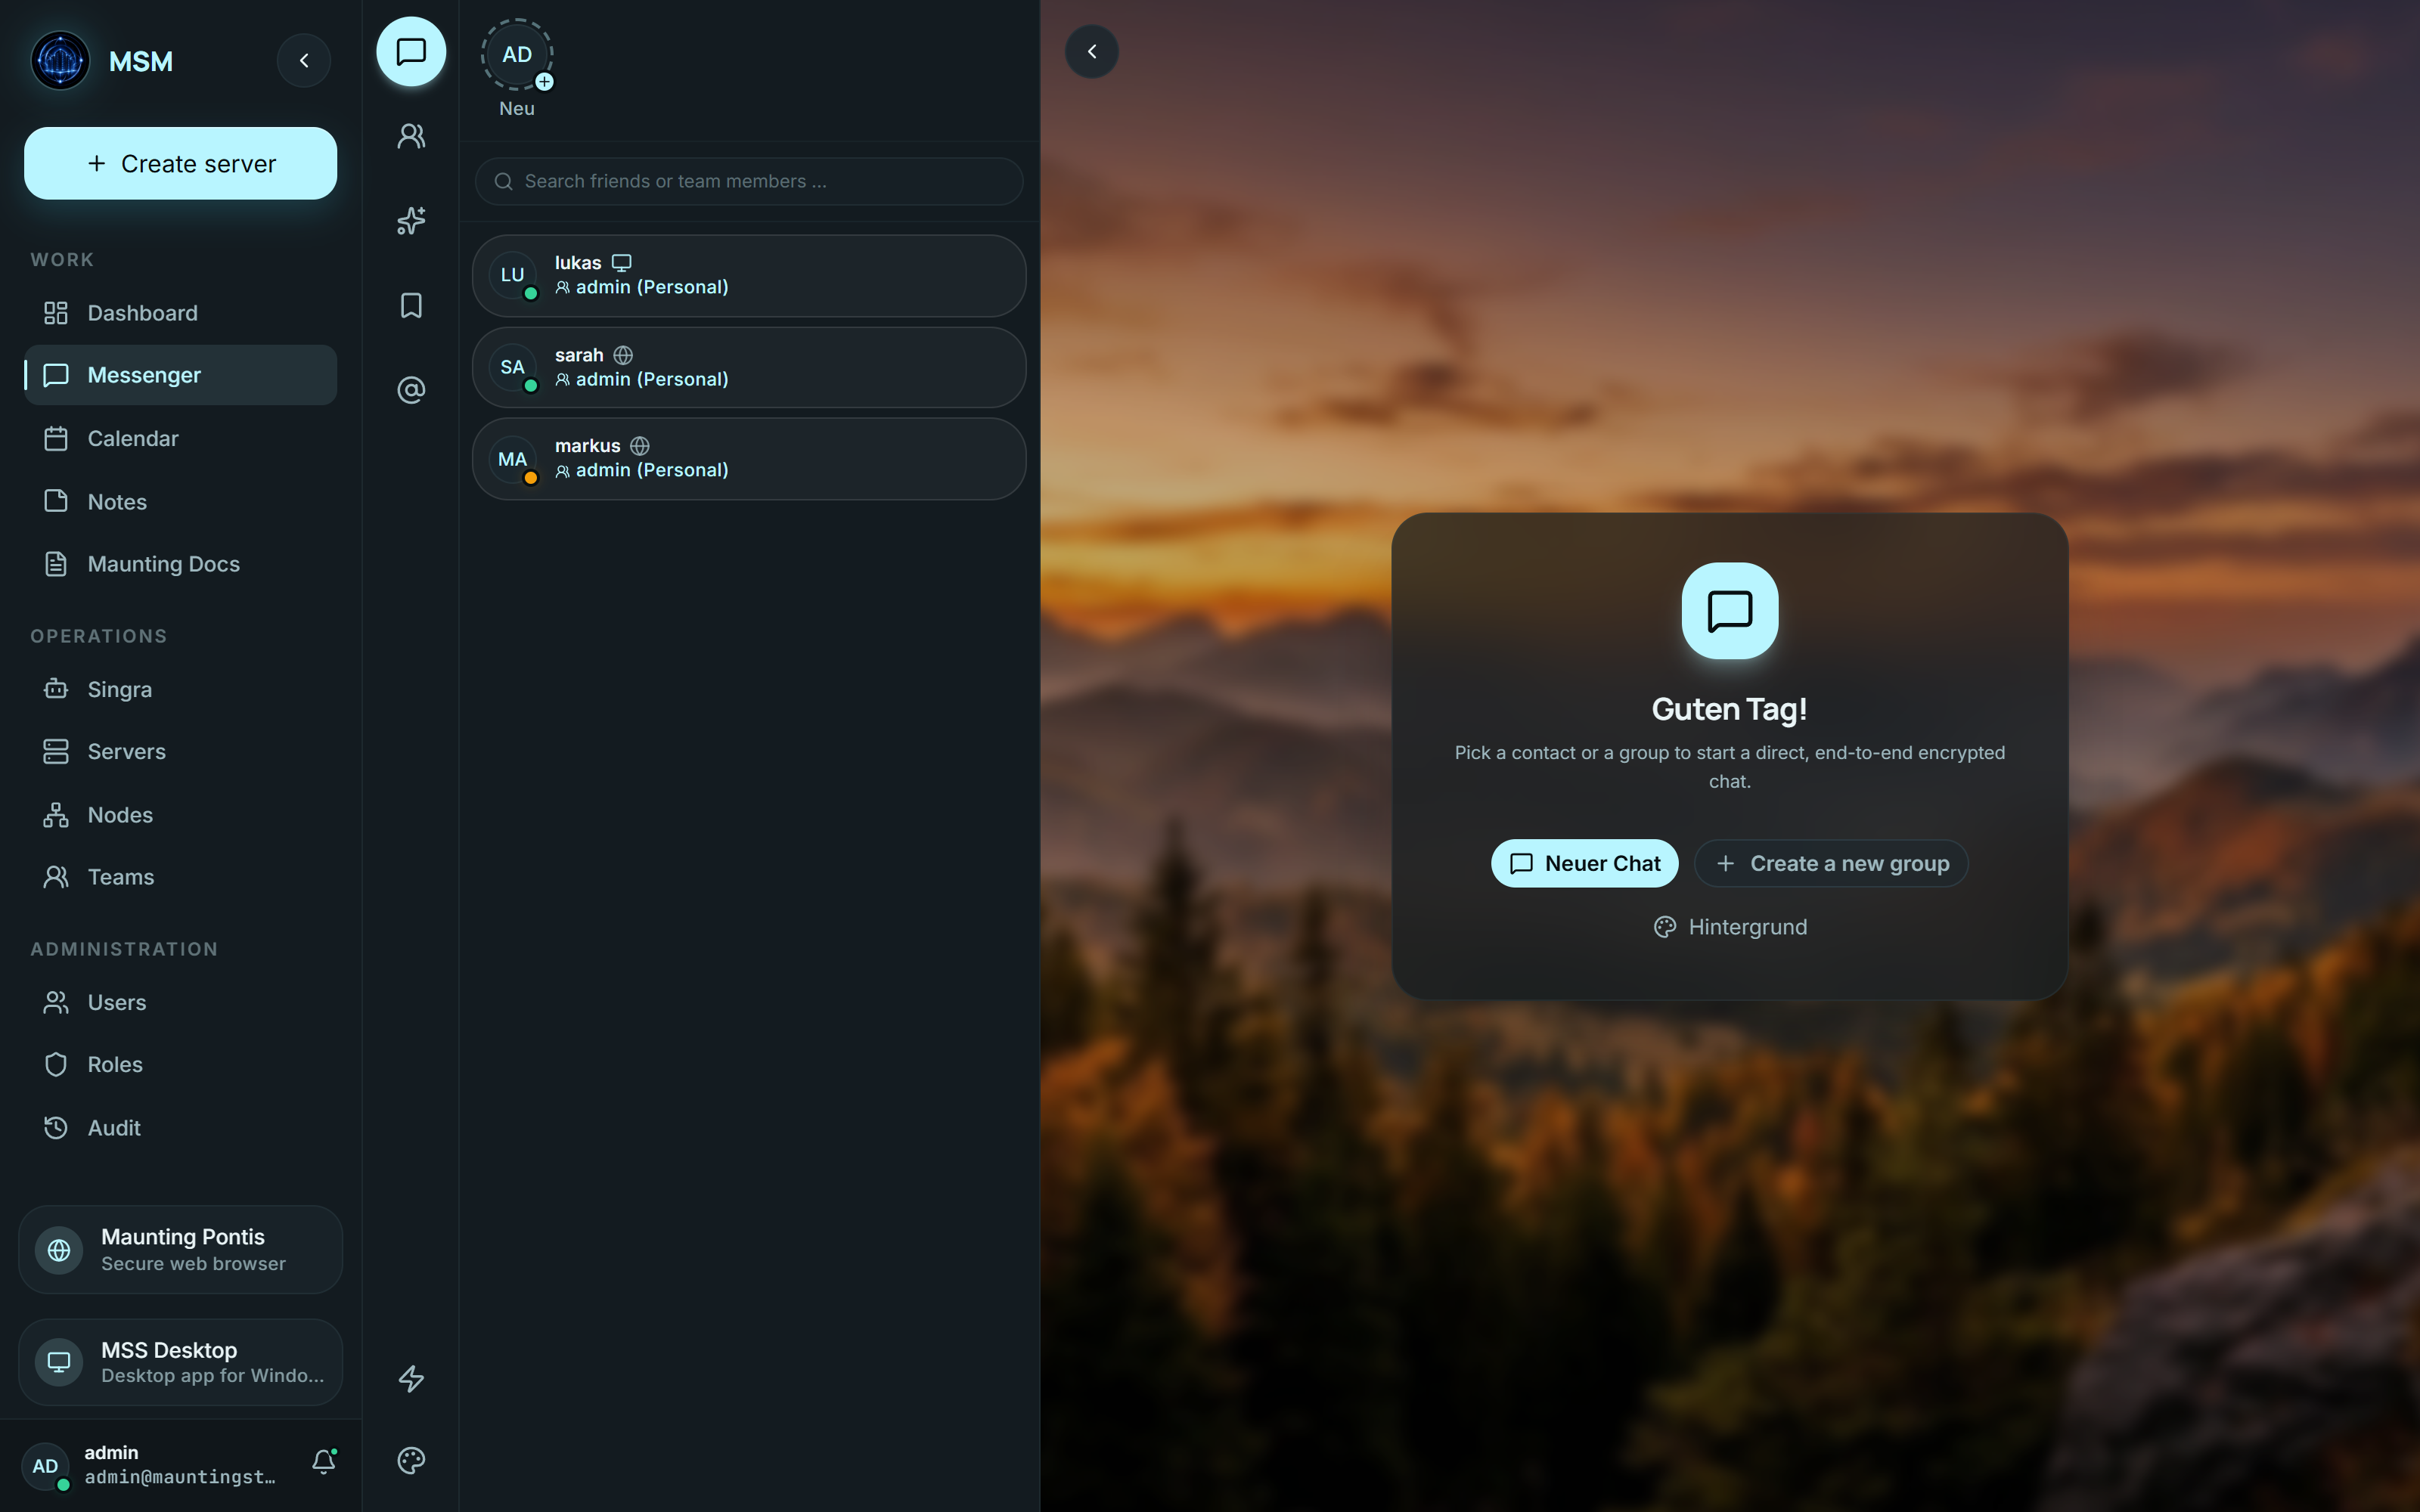 MSM
Create server
WORK
Dashboard
Messenger
Calendar
Notes
Maunting Docs
OPERATIONS
Singra
Servers
Nodes
Teams
ADMINISTRATION
Users
Roles
Audit
Maunting Pontis
Secure web browser
MSS Desktop
Desktop app for Windo...
AD
admin
admin@mauntingst…
AD
Neu
Search friends or team members ...
LU
lukas
admin (Personal)
SA
sarah
admin (Personal)
MA
markus
admin (Personal)
Guten Tag!
Pick a contact or a group to start a direct, end-to-end encrypted
chat.
Neuer Chat
Create a new group
Hintergrund